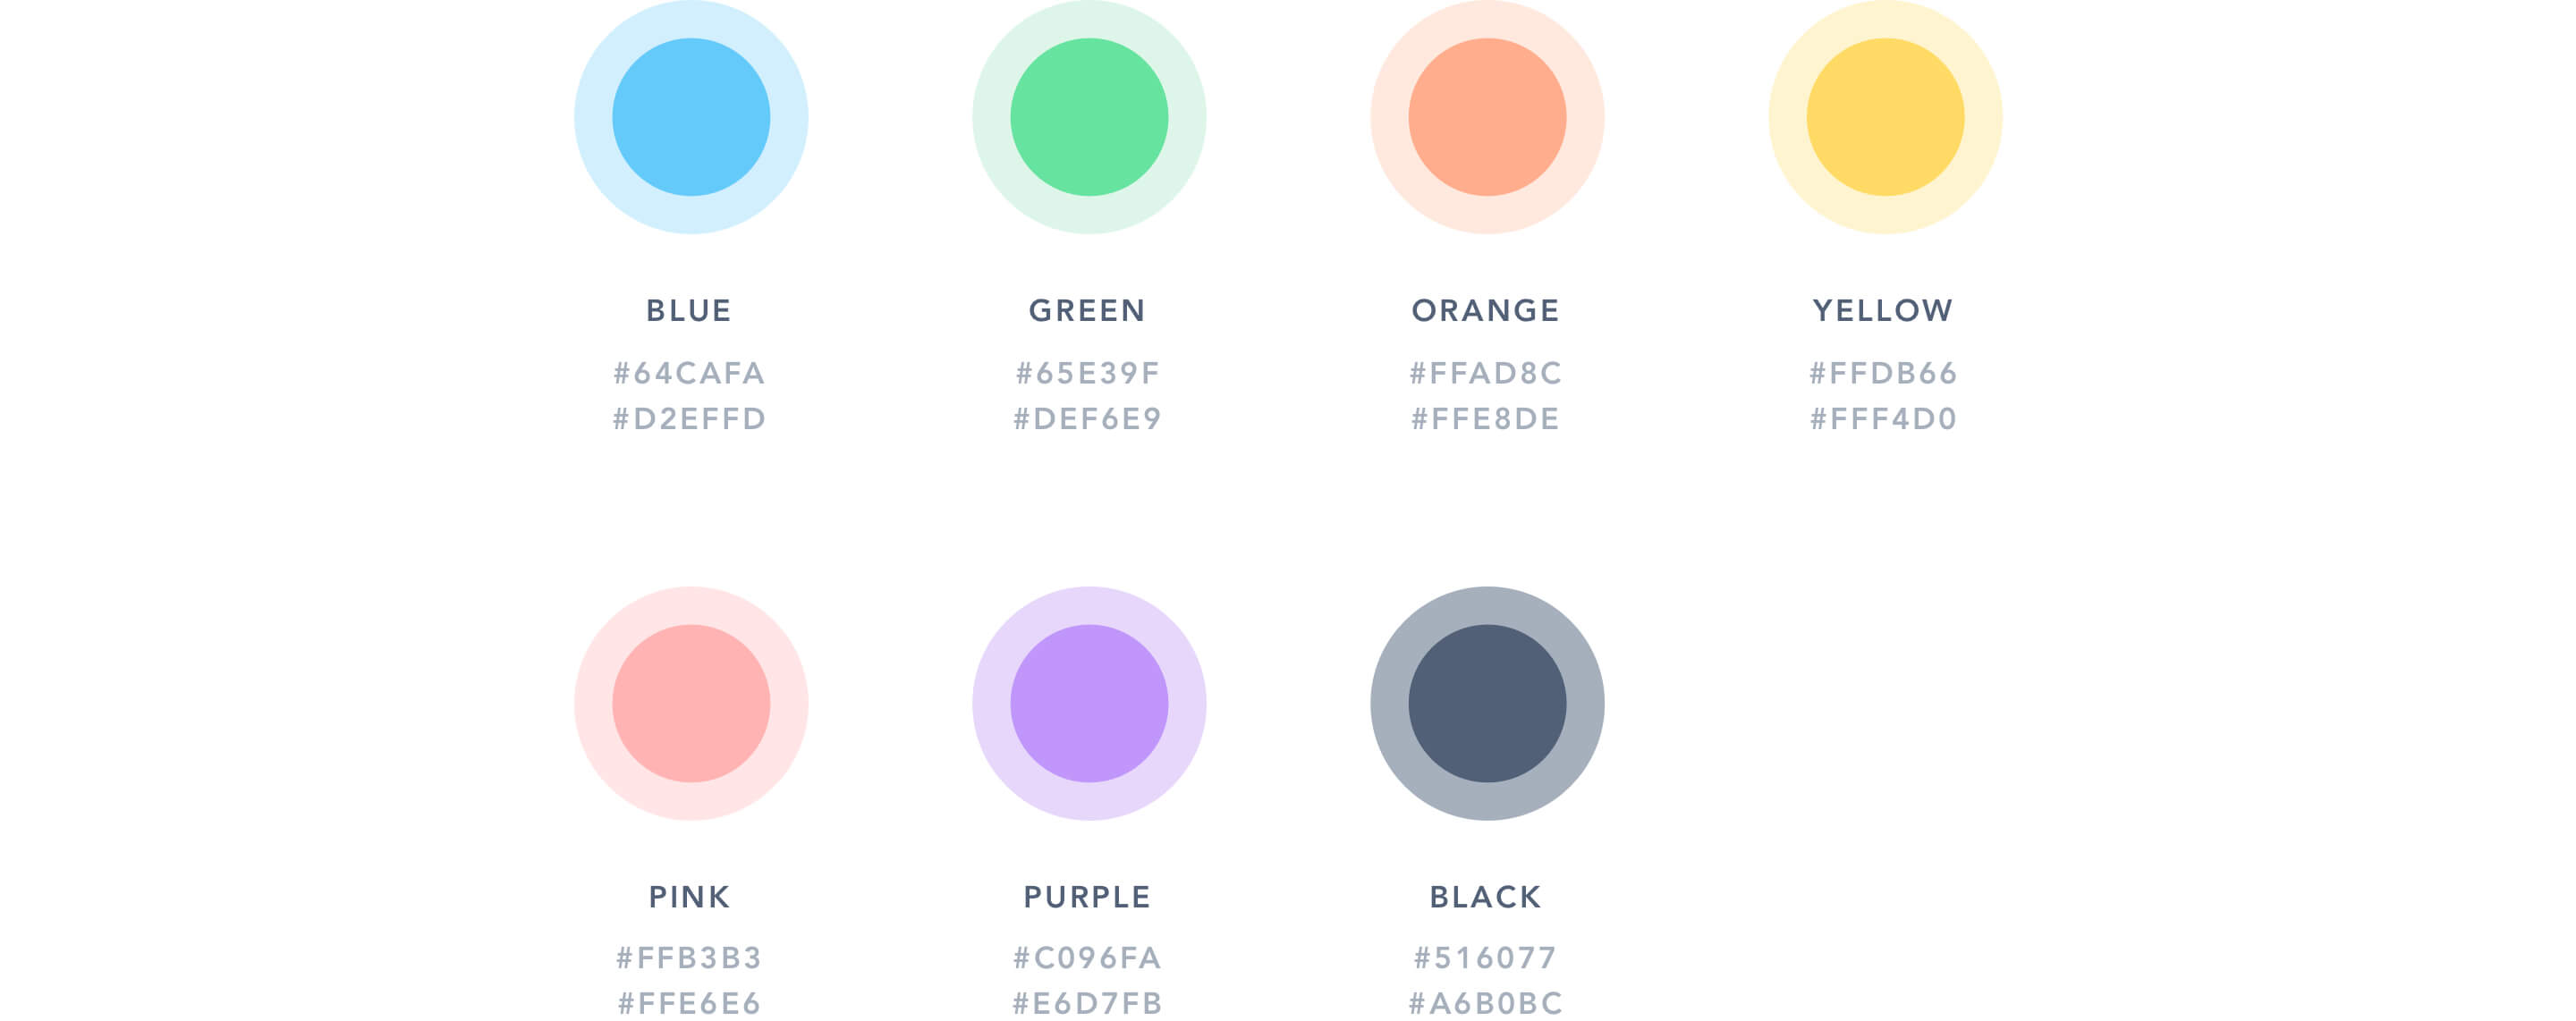 BLUE
#64CAFA
#D2EFFD
GREEN
#65E39F
#DEF6E9
ORANGE
#FFAD8C
#FFE8DE
YELLOW
#FFDB66
#FFF4D0
PINK
#FFB3B3
#FFE6E6
PURPLE
#C096FA
#E6D7FB
BLACK
#516077
#A6B0BC